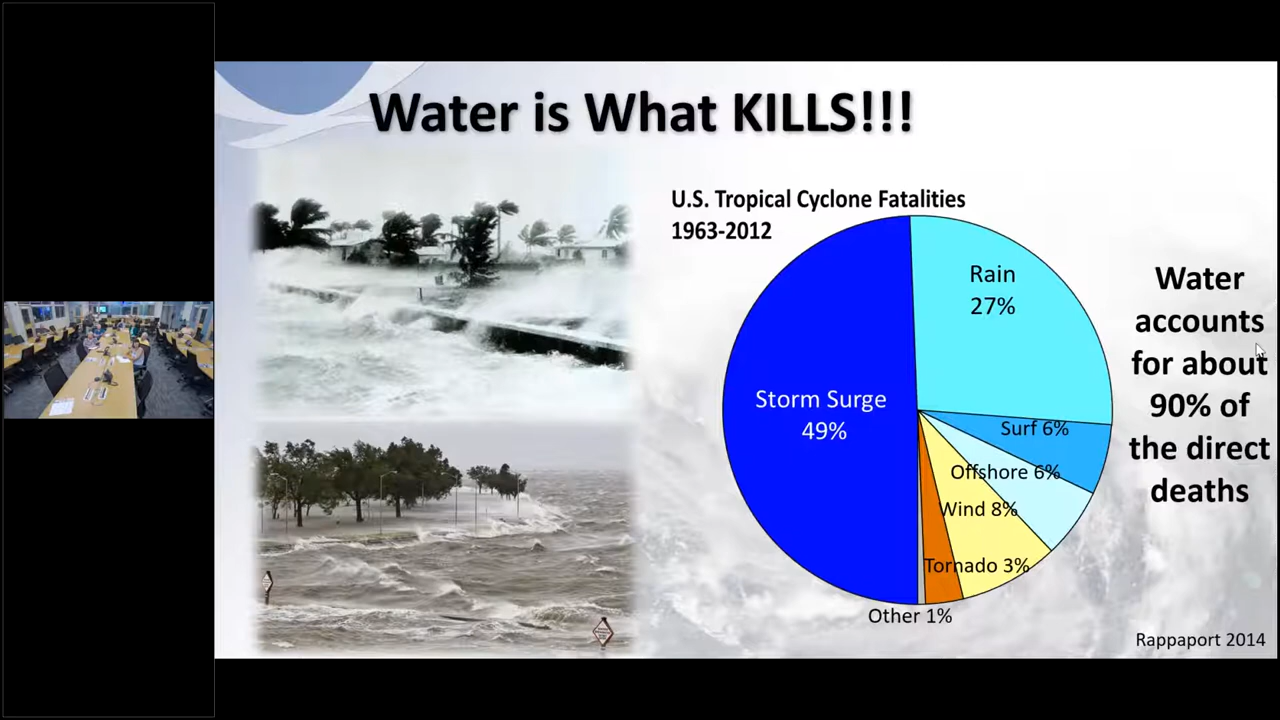 Water is What KILLS!!!
U.S. Tropical Cyclone Fatalities
1963-2012
Rain
27%
Storm Surge
49%
Surf 6%
Offshore 6%
Wind 8%
Tornado 3%
Other 1%
Water
accounts
for about
90% of
the direct
deaths
Rappaport 2014